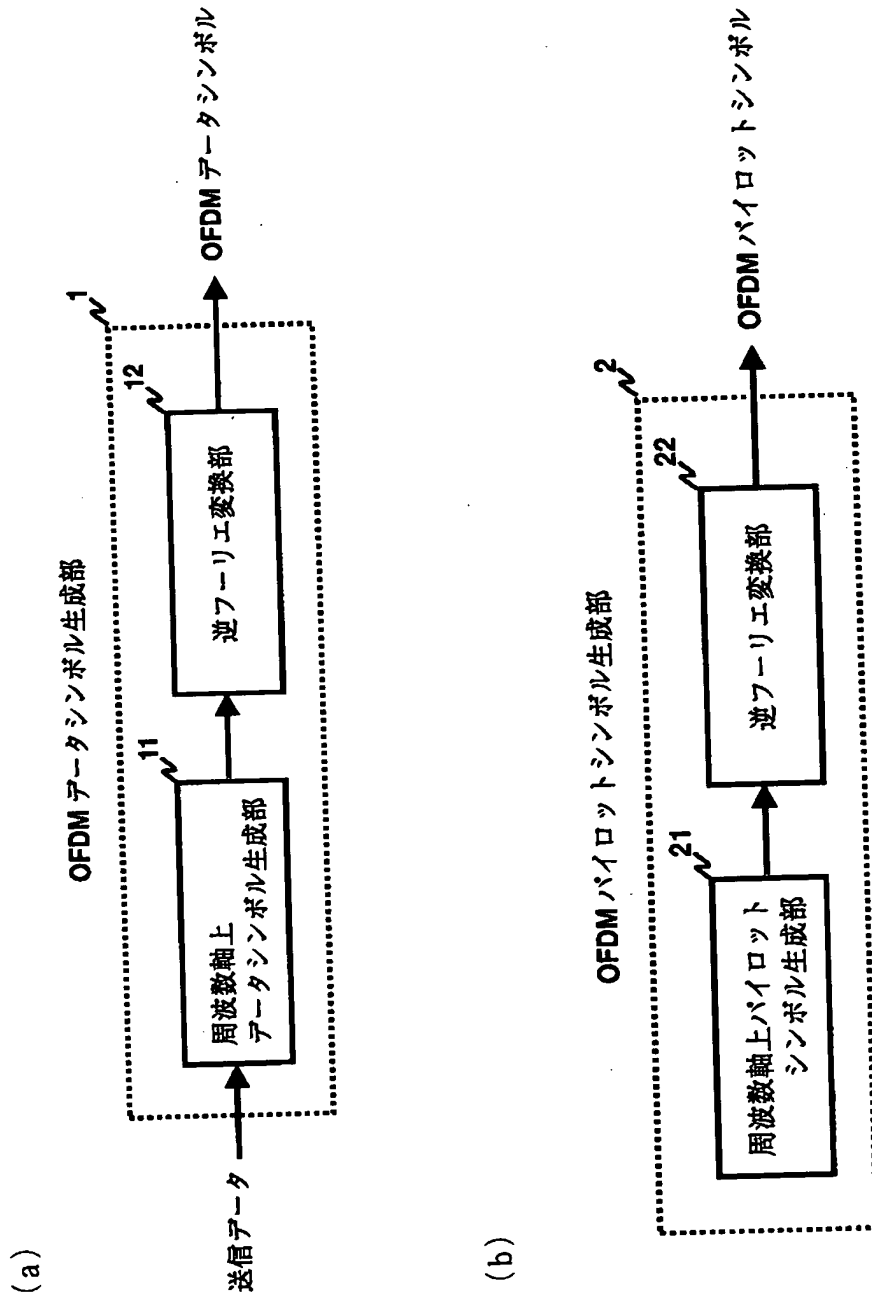 (a)
OFDM データシンボル生成部
1
送信データ
11
周波数軸上
データシンボル生成部
12
逆フーリエ変換部
OFDM データシンボル
(b)
OFDM パイロットシンボル生成部
2
21
周波数軸上パイロット
シンボル生成部
22
逆フーリエ変換部
OFDM パイロットシンボル